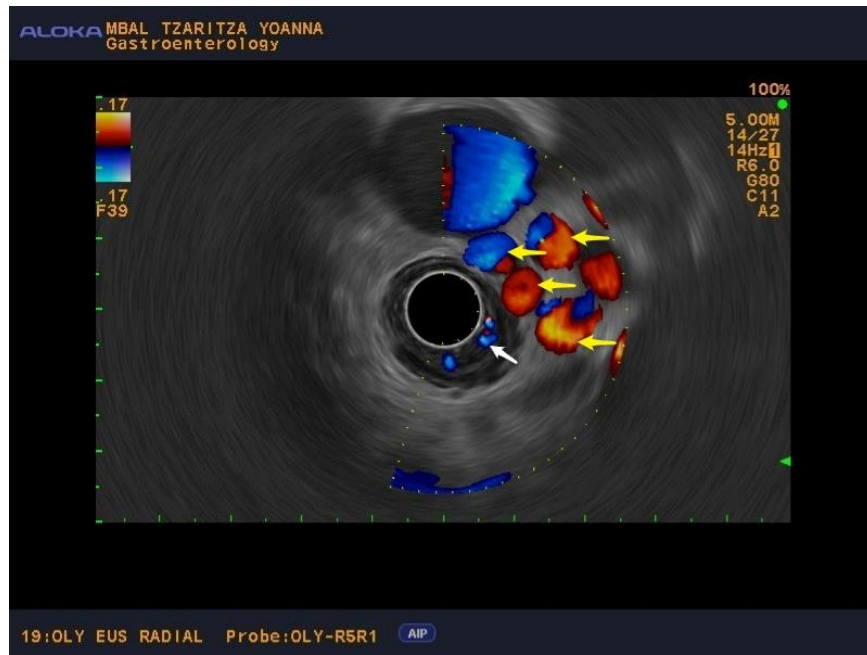 ALOKA MBAL TZARITZA YOANNA
Gastroenterology
100%
.17
.17
F39
5.00M
14/27
14Hz1
R6.0
G80
C11
A2
19:OLY EUS RADIAL Probe:OLY-R5R1 AIP